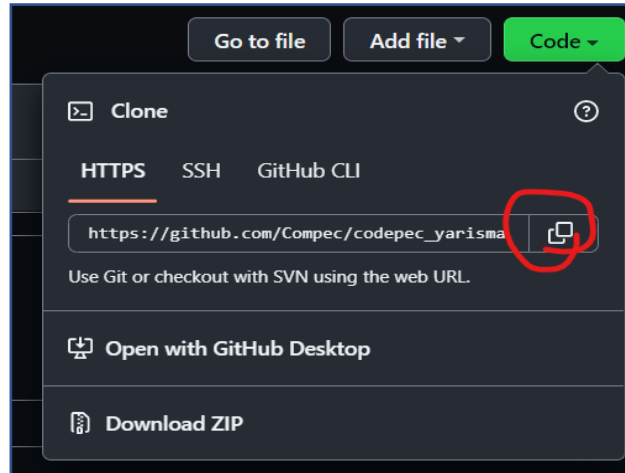 Go to file
Add file
Code
Clone
HTTPS SSH GitHub CLI
https://github.com/Compec/codepec_yarisma
Use Git or checkout with SVN using the web URL.
Open with GitHub Desktop
Download ZIP